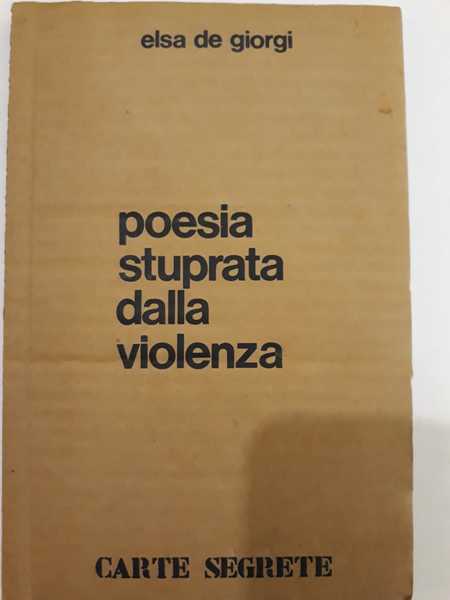 elsa de giorgi
poesia
stuprata
dalla
violenza
CARTE SEGRETE